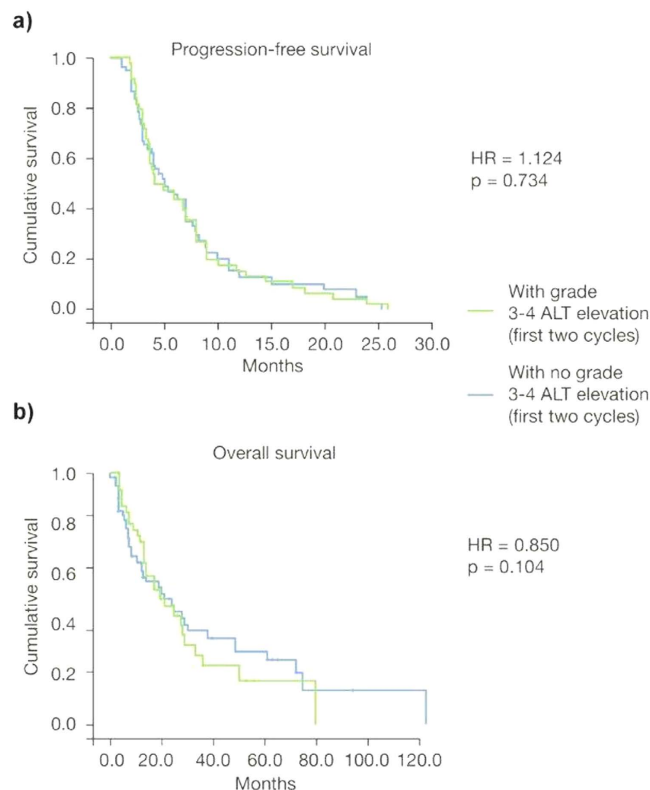 a)
Progression-free survival
Cumulative survival
1.0
0.8
0.6
0.4
0.2
0.0
0.0 5.0 10.0 15.0 20.0 25.0 30.0
Months
HR = 1.124
p = 0.734
With grade
3-4 ALT elevation
(first two cycles)
With no grade
3-4 ALT elevation
(first two cycles)
b)
Overall survival
Cumulative survival
1.0
0.8
0.6
0.4
0.2
0.0
0.0 20.0 40.0 60.0 80.0 100.0 120.0
Months
HR = 0.850
p = 0.104